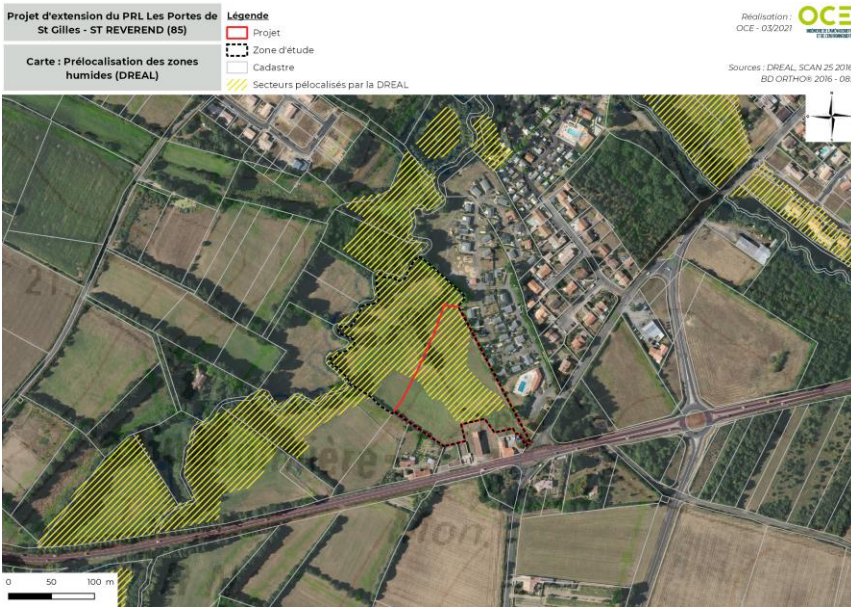 Projet d'extension du PRL Les Portes de
St Gilles - ST REVEREND (85)
Carte : Prélocalisation des zones
humides (DREAL)
Légende
Projet
Zone d'étude
Cadastre
Secteurs pélocalisés par la DREAL
Réalisation :
OCE - 03/2021
OCE
Sources : DREAL, SCAN 25 2016
BD ORTHO® 2016 - 08
21
0 50 100 m